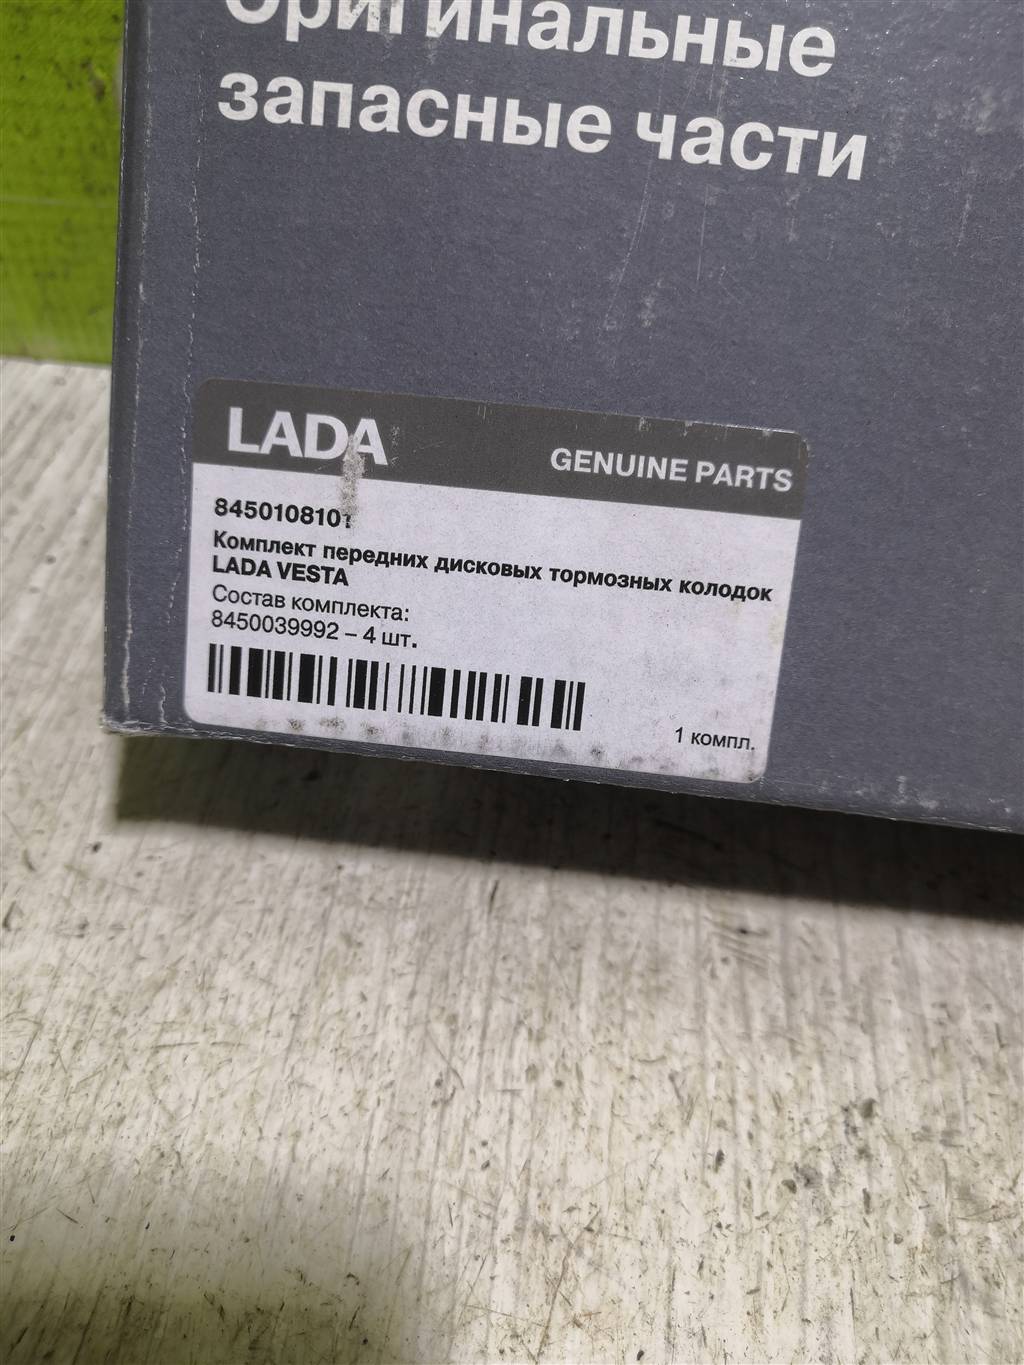 Оригинальные
запасные части
LADA
GENUINE PARTS
8450108101
Комплект передних дисковых тормозных колодок
LADA VESTA
Состав комплекта:
8450039992 – 4 шт.
1 компл.